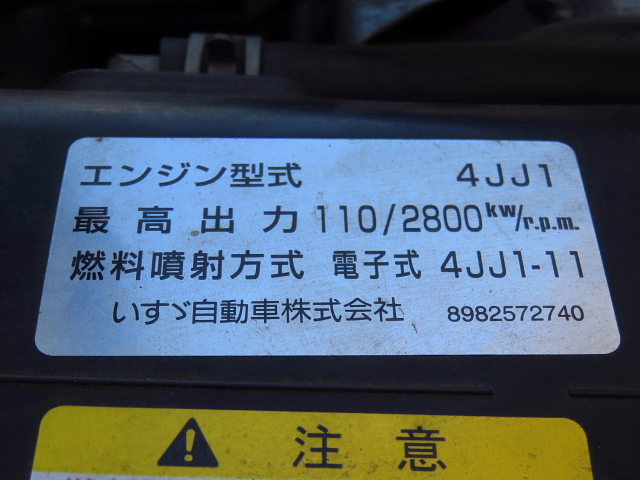 エンジン型式 4JJ1
最高出力 110/2800kw/r.p.m.
燃料噴射方式 電子式 4JJ1-11
いすゞ自動車株式会社 8982572740
注意